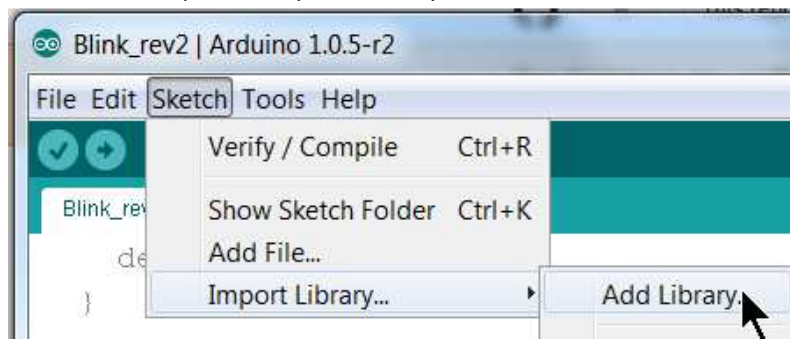 Blink_rev2 | Arduino 1.0.5-r2
File Edit Sketch Tools Help
Verify / Compile Ctrl+R
Blink_rev
Show Sketch Folder Ctrl+K
de
Add File...
}
Import Library...
Add Library..